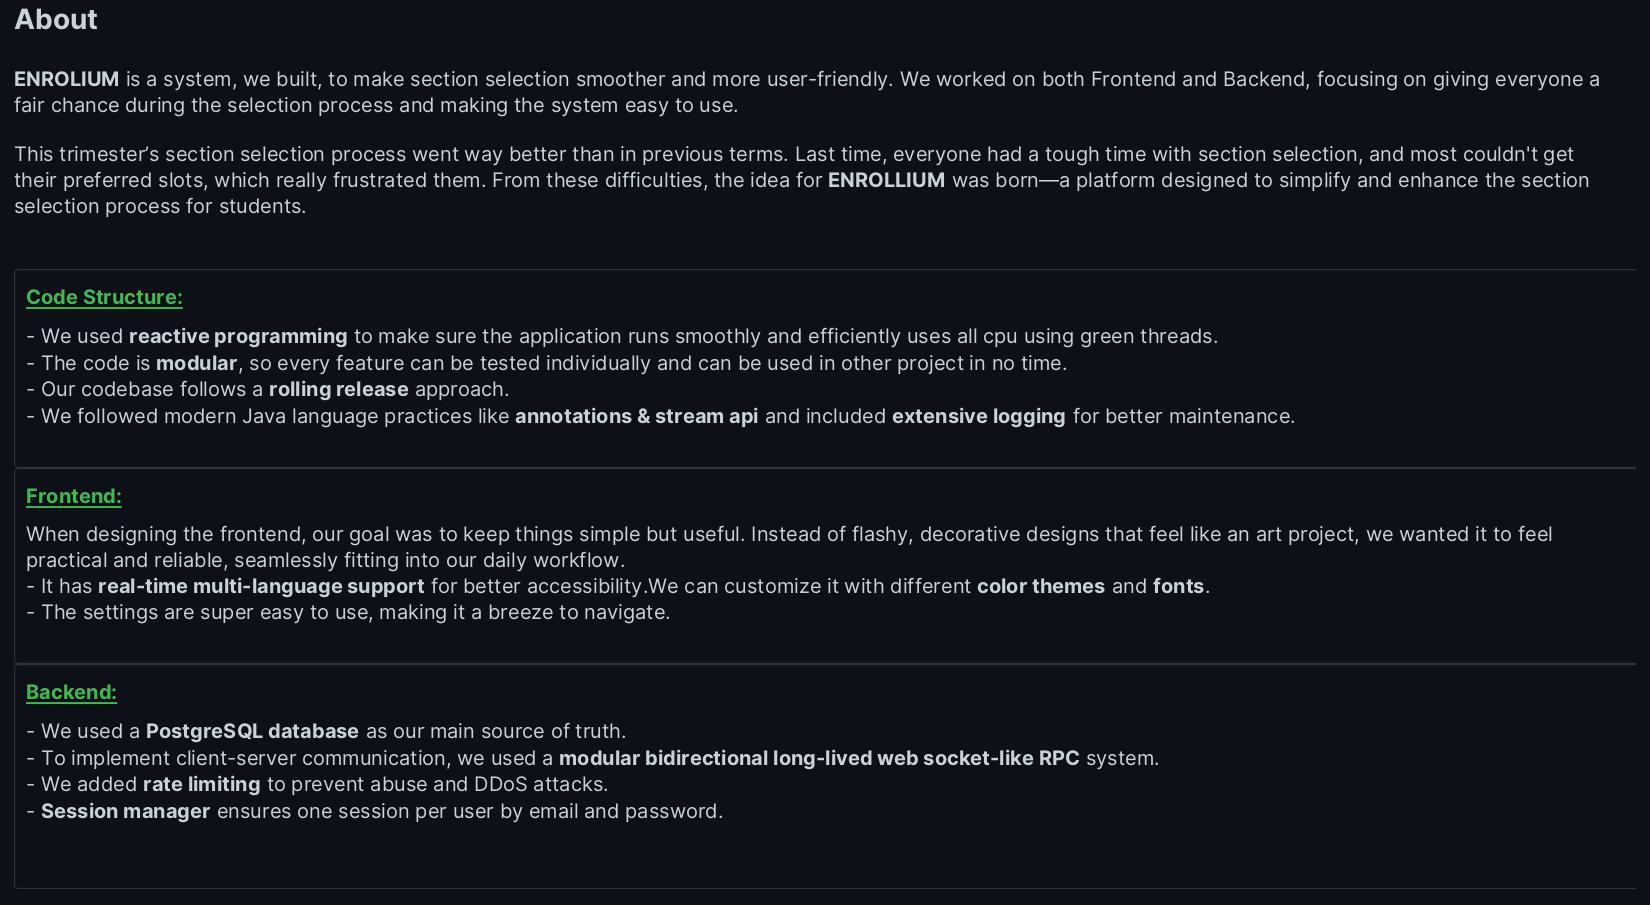 About
ENROLIUM is a system, we built, to make section selection smoother and more user-friendly. We worked on both Frontend and Backend, focusing on giving everyone a
fair chance during the selection process and making the system easy to use.
This trimester’s section selection process went way better than in previous terms. Last time, everyone had a tough time with section selection, and most couldn't get
their preferred slots, which really frustrated them. From these difficulties, the idea for ENROLLIUM was born—a platform designed to simplify and enhance the section
selection process for students.
Code Structure:
- We used reactive programming to make sure the application runs smoothly and efficiently uses all cpu using green threads.
- The code is modular, so every feature can be tested individually and can be used in other project in no time.
- Our codebase follows a rolling release approach.
- We followed modern Java language practices like annotations & stream api and included extensive logging for better maintenance.
Frontend:
When designing the frontend, our goal was to keep things simple but useful. Instead of flashy, decorative designs that feel like an art project, we wanted it to feel
practical and reliable, seamlessly fitting into our daily workflow.
- It has real-time multi-language support for better accessibility.We can customize it with different color themes and fonts.
- The settings are super easy to use, making it a breeze to navigate.
Backend:
- We used a PostgreSQL database as our main source of truth.
- To implement client-server communication, we used a modular bidirectional long-lived web socket-like RPC system.
- We added rate limiting to prevent abuse and DDoS attacks.
- Session manager ensures one session per user by email and password.